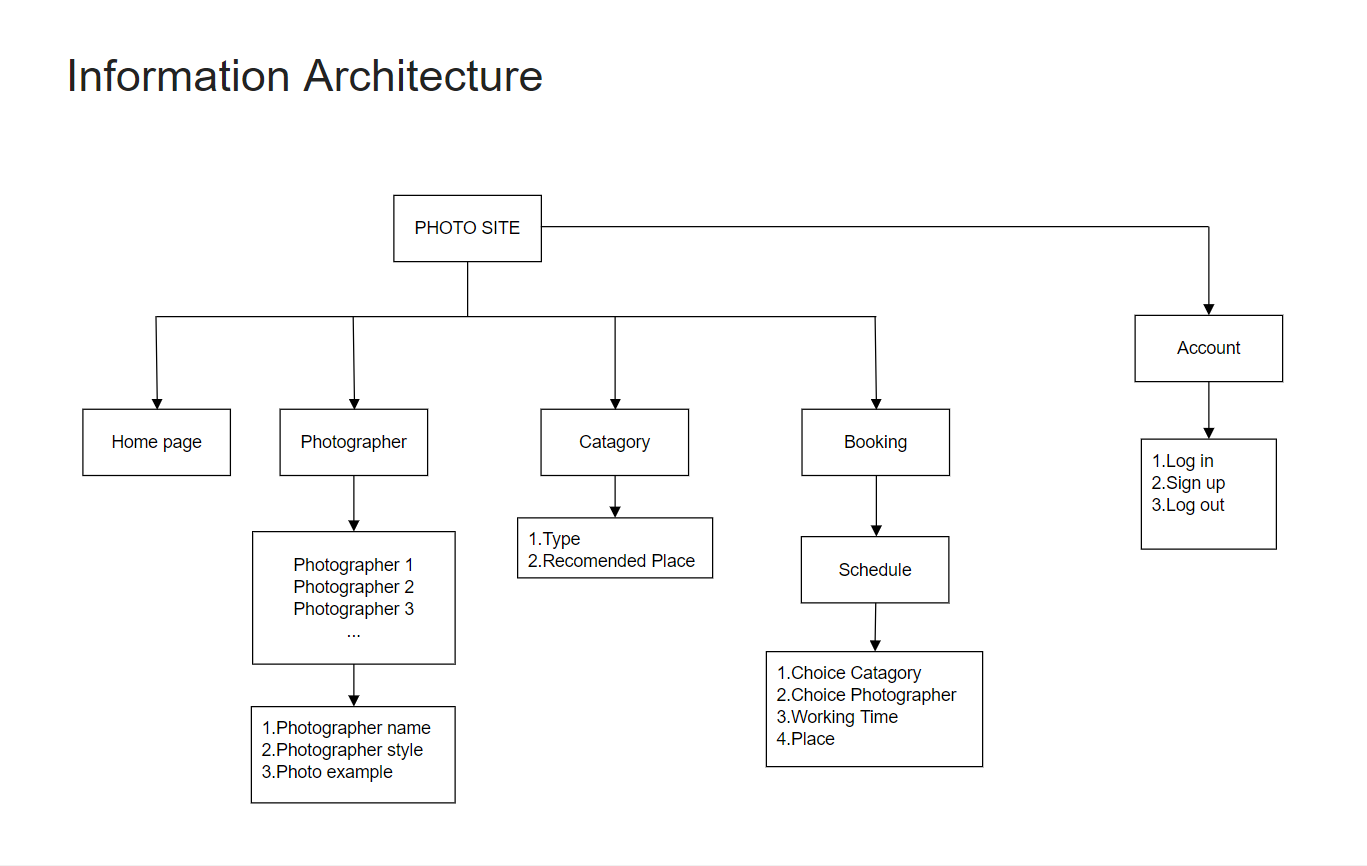 Information Architecture
PHOTO SITE
Account
Home page
Photographer
Catagory
Booking
1.Log in
2.Sign up
3.Log out
Photographer 1
Photographer 2
Photographer 3
...
1.Type
2.Recomended Place
Schedule
1.Photographer name
2.Photographer style
3.Photo example
1.Choice Catagory
2.Choice Photographer
3.Working Time
4.Place